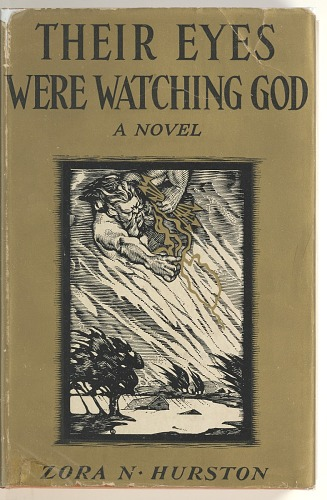 THEIR EYES
WERE WATCHING GOD
A NOVEL
ZORA N. HURSTON